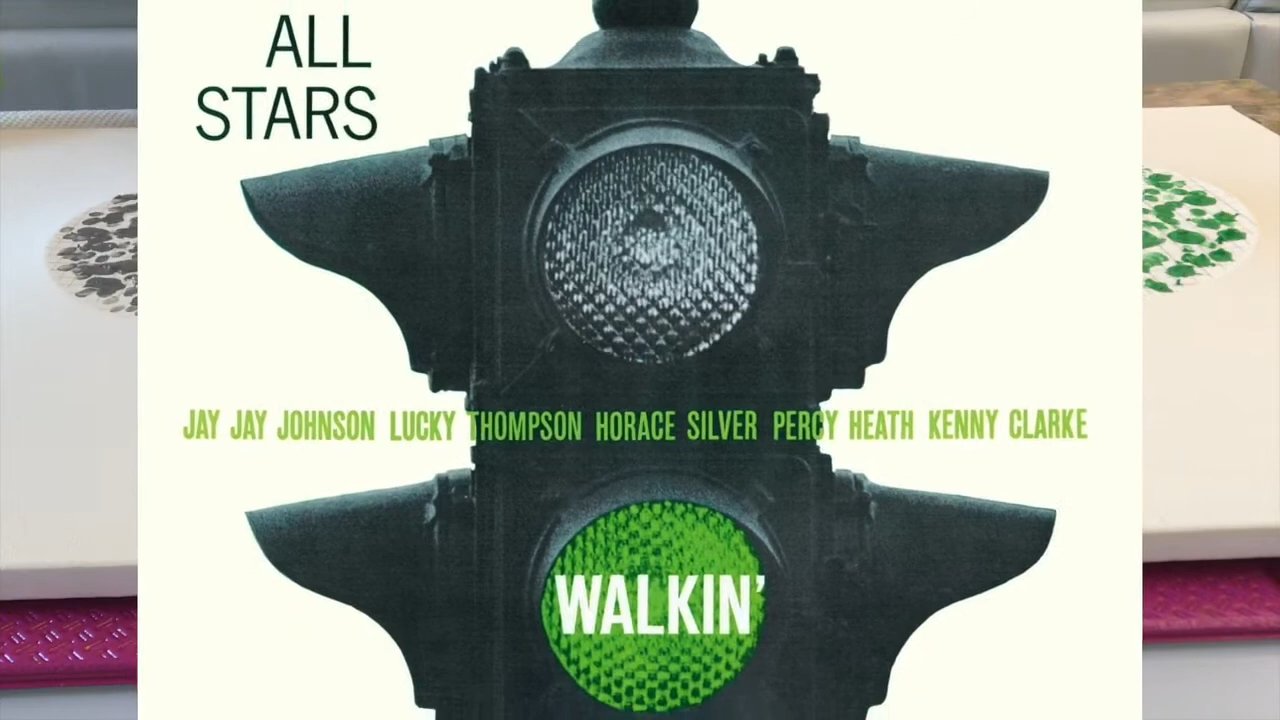 ALL
STARS
JAY JAY JOHNSON LUCKY THOMPSON HORACE SILVER PERCY HEATH KENNY CLARKE
WALKIN'